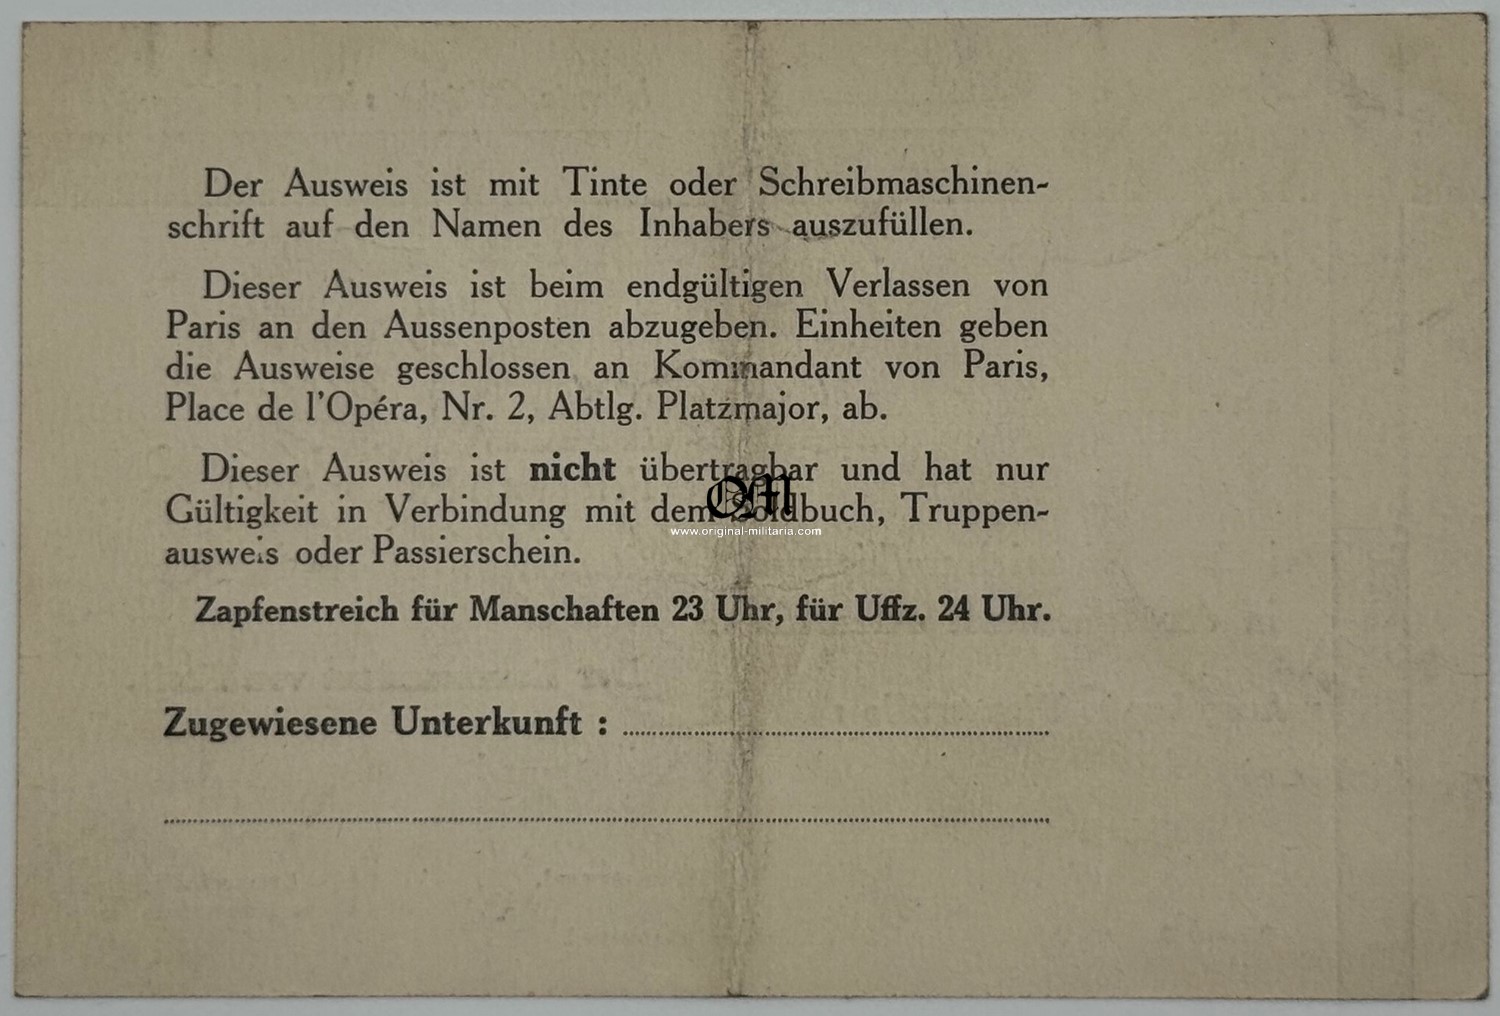 Der Ausweis ist mit Tinte oder Schreibmaschinen-
schrift auf den Namen des Inhabers auszufüllen.
Dieser Ausweis ist beim endgültigen Verlassen von
Paris an den Aussenposten abzugeben. Einheiten geben
die Ausweise geschlossen an Kommandant von Paris,
Place de l'Opéra, Nr. 2, Abtlg. Platzmajor, ab.
Dieser Ausweis ist nicht übertragbar und hat nur
Gültigkeit in Verbindung mit dem Soldbuch, Truppen-
ausweis oder Passierschein.
OM
www.original-militaria.com
Zapfenstreich für Manschaften 23 Uhr, für Uffz. 24 Uhr.
Zugewiesene Unterkunft :